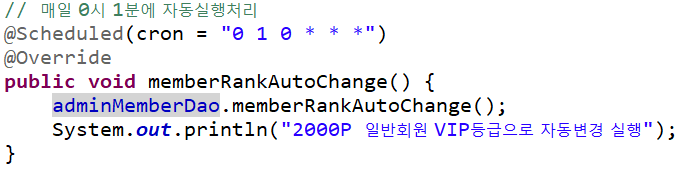 // 매일 0시 1분에 자동실행처리
@Scheduled(cron = "0 1 0 * * *")
@Override
public void memberRankAutoChange() {
    adminMemberDao.memberRankAutoChange();
    System.out.println("2000P 일반회원 VIP등급으로 자동변경 실행");
}